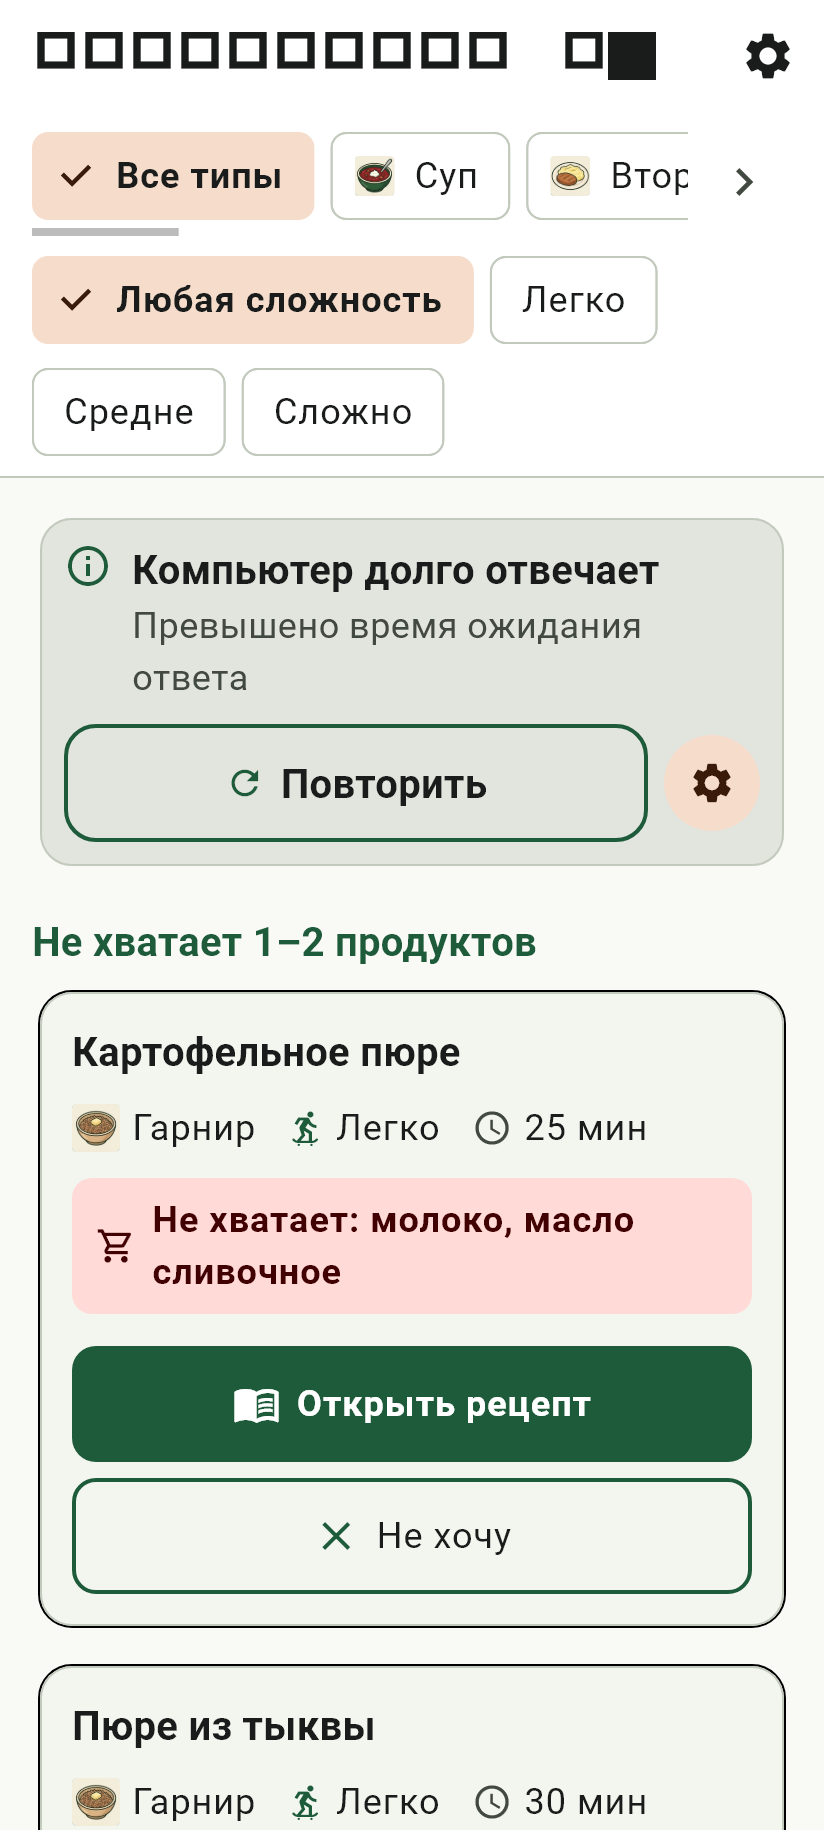 Все типы
Суп
Втор
Любая сложность
Легко
Средне
Сложно
Компьютер долго отвечает
Превышено время ожидания
ответа
Повторить
Не хватает 1–2 продуктов
Картофельное пюре
Гарнир
Легко
25 мин
Не хватает: молоко, масло
сливочное
Открыть рецепт
Не хочу
Пюре из тыквы
Гарнир
Легко
30 мин